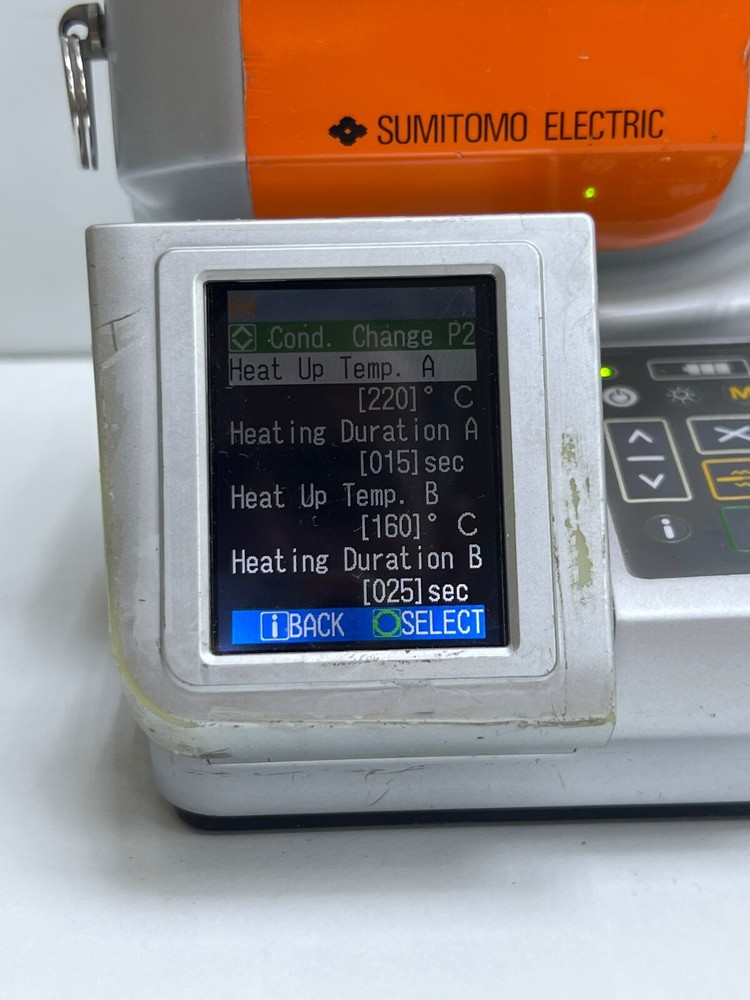 SUMITOMO ELECTRIC
Cond. Change P2
Heat Up Temp. A
[220]° C
Heating Duration A
[015]sec
Heat Up Temp. B
[160]° C
Heating Duration B
[025]sec
i BACK SELECT
M
i